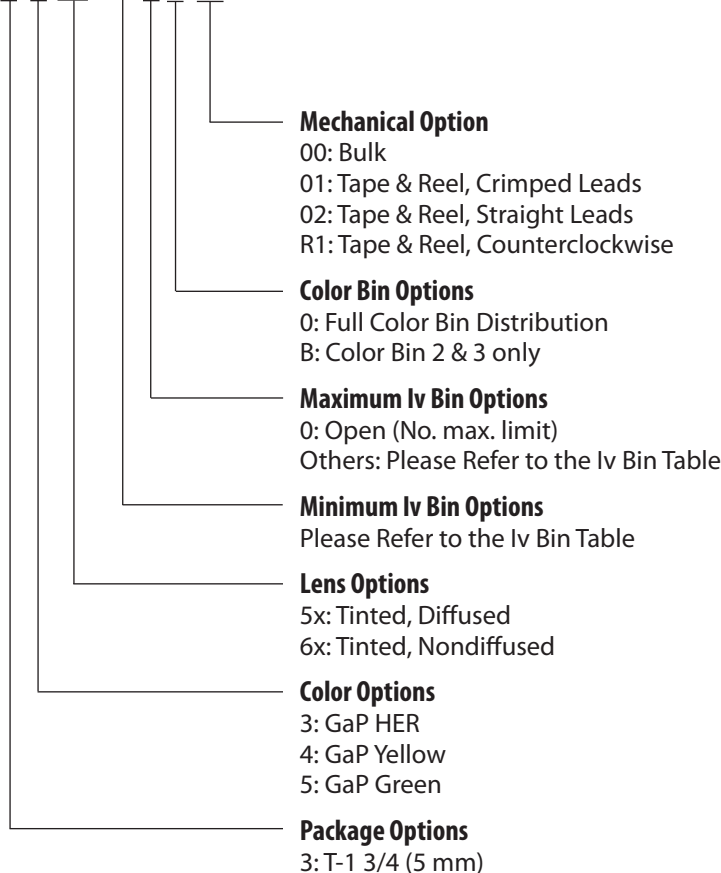 Mechanical Option
00: Bulk
01: Tape & Reel, Crimped Leads
02: Tape & Reel, Straight Leads
R1: Tape & Reel, Counterclockwise
Color Bin Options
0: Full Color Bin Distribution
B: Color Bin 2 & 3 only
Maximum Iv Bin Options
0: Open (No. max. limit)
Others: Please Refer to the Iv Bin Table
Minimum Iv Bin Options
Please Refer to the Iv Bin Table
Lens Options
5x: Tinted, Diffused
6x: Tinted, Nondiffused
Color Options
3: GaP HER
4: GaP Yellow
5: GaP Green
Package Options
3: T-1 3/4 (5 mm)